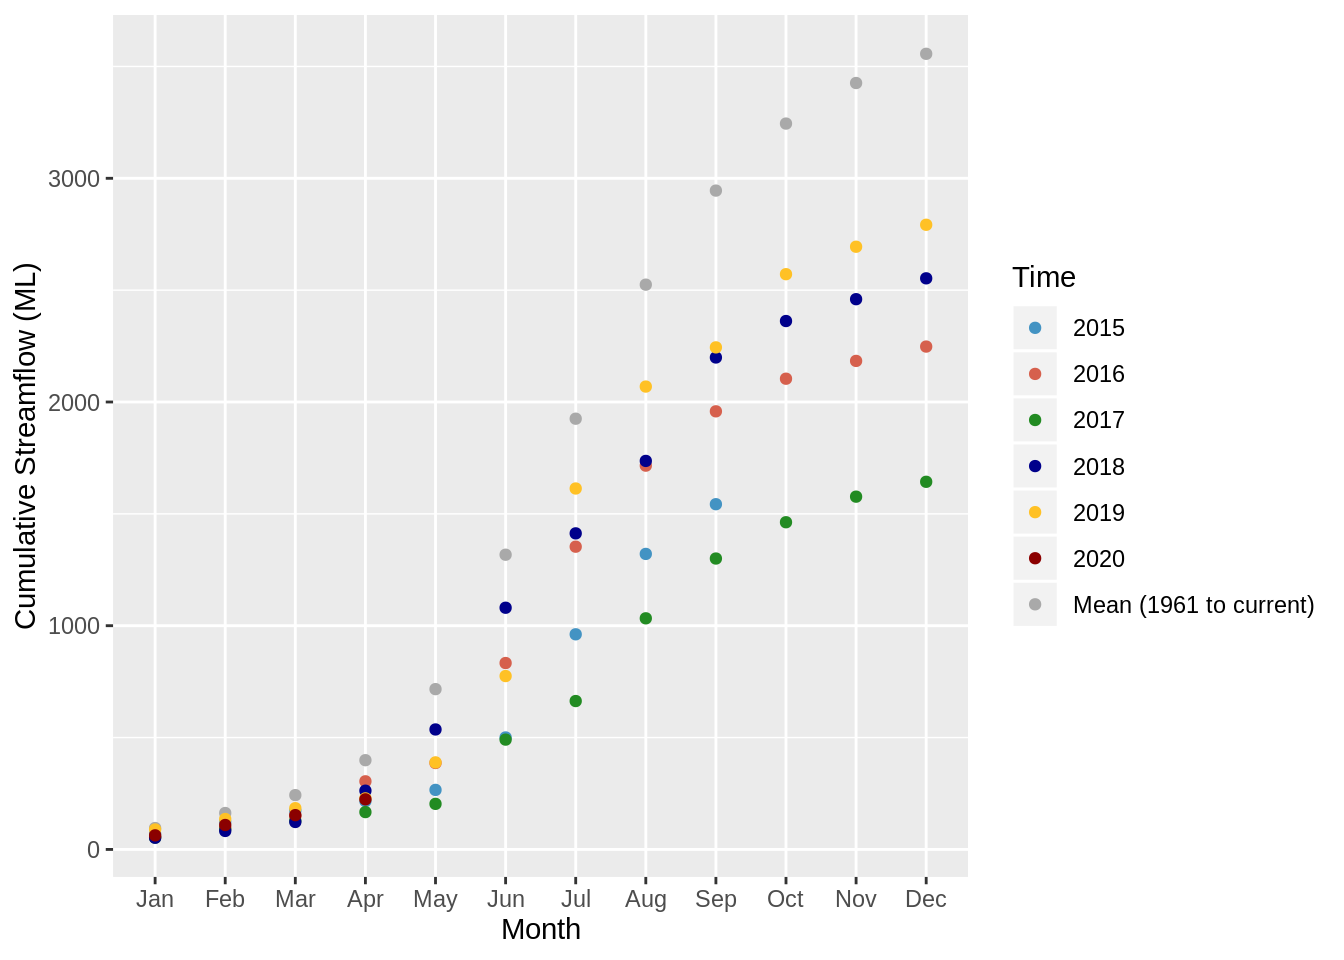 Cumulative Streamflow (ML)
3000
2000
1000
0
Jan Feb Mar Apr May Jun Jul Aug Sep Oct Nov Dec
Month
Time
2015
2016
2017
2018
2019
2020
Mean (1961 to current)